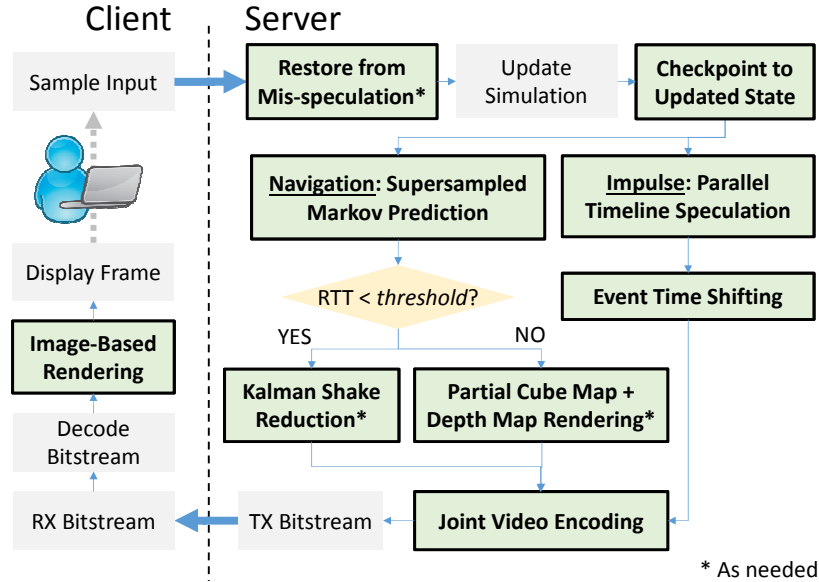 Client
Server
Sample Input
Restore from
Mis-speculation*
Update
Simulation
Checkpoint to
Updated State
Navigation: Supersampled
Markov Prediction
Impulse: Parallel
Timeline Speculation
Display Frame
RTT < threshold?
Event Time Shifting
YES
NO
Image-Based
Rendering
Kalman Shake
Reduction*
Partial Cube Map +
Depth Map Rendering*
Decode
Bitstream
RX Bitstream
TX Bitstream
Joint Video Encoding
* As needed